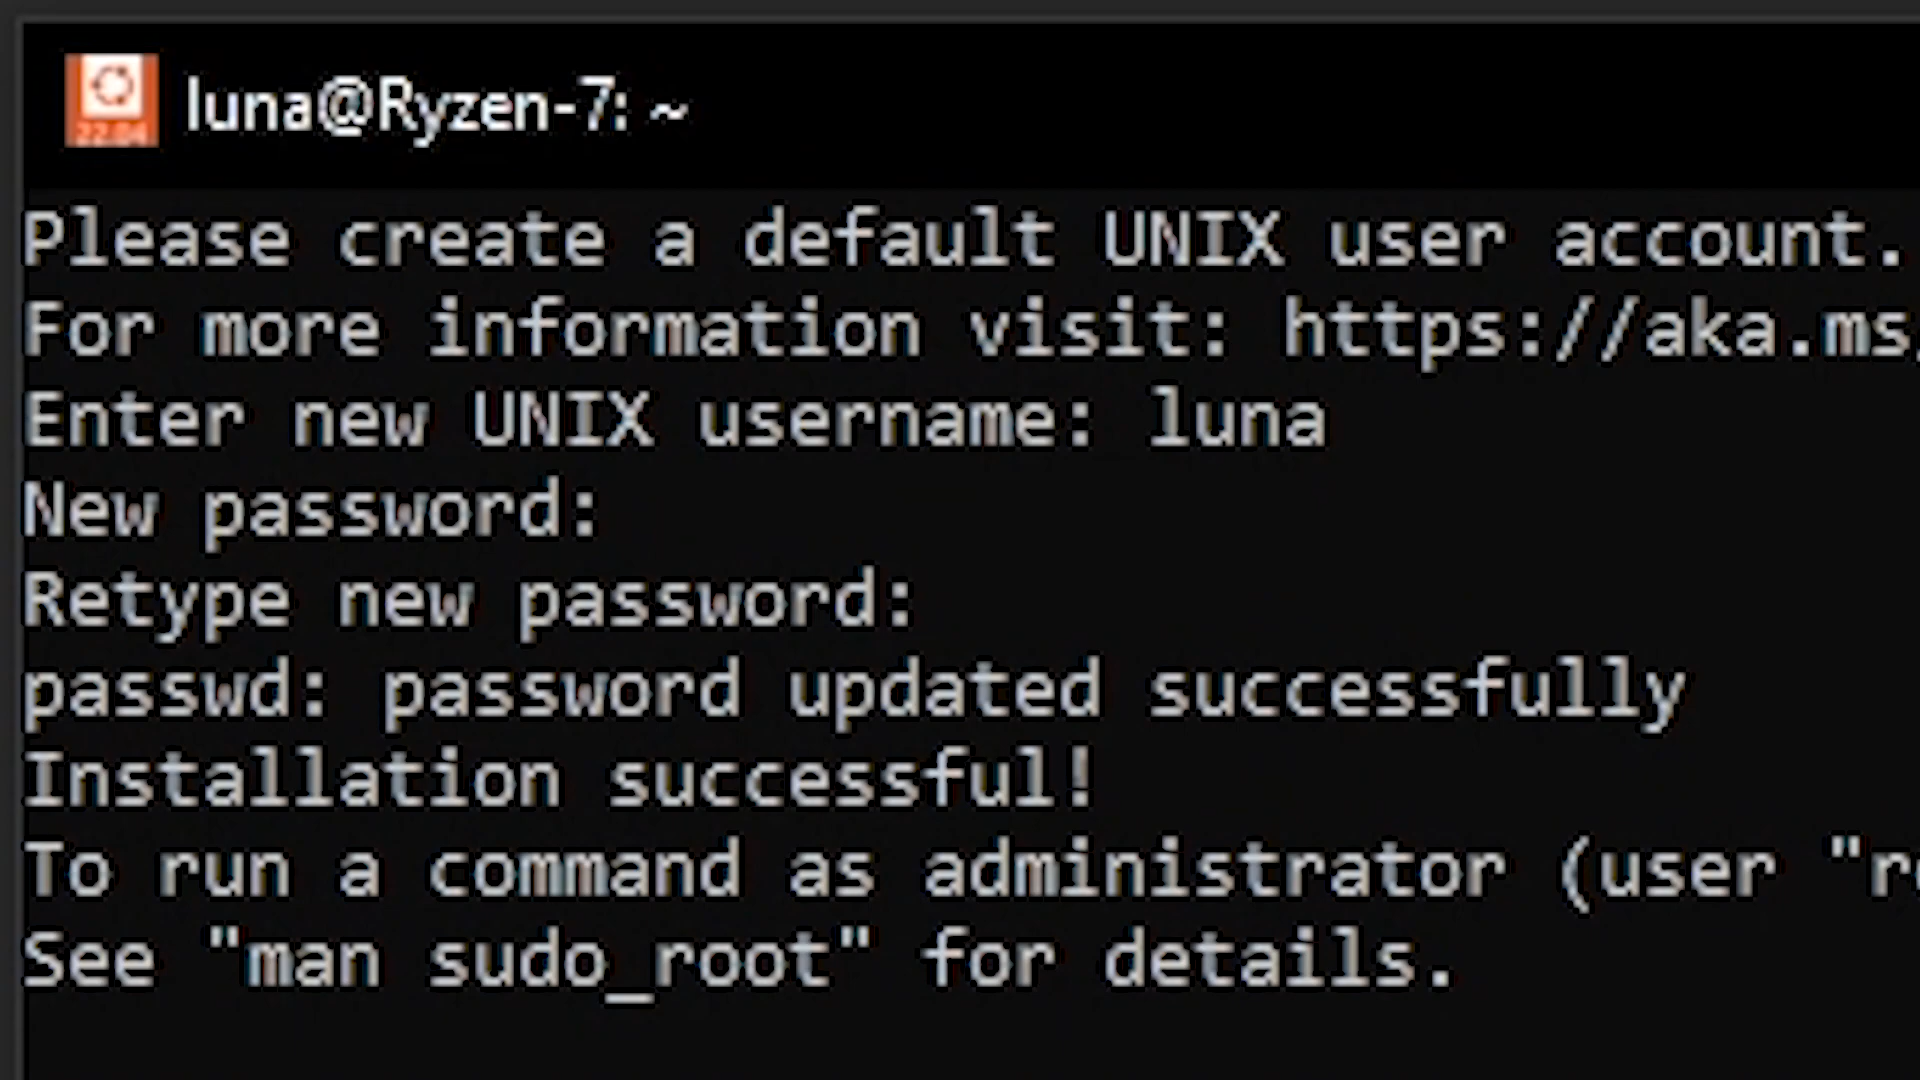 22.04
luna@Ryzen-7: ~
Please create a default UNIX user account.
For more information visit: https://aka.ms
Enter new UNIX username: luna
New password:
Retype new password:
passwd: password updated successfully
Installation successful!
To run a command as administrator (user "r
See "man sudo_root" for details.